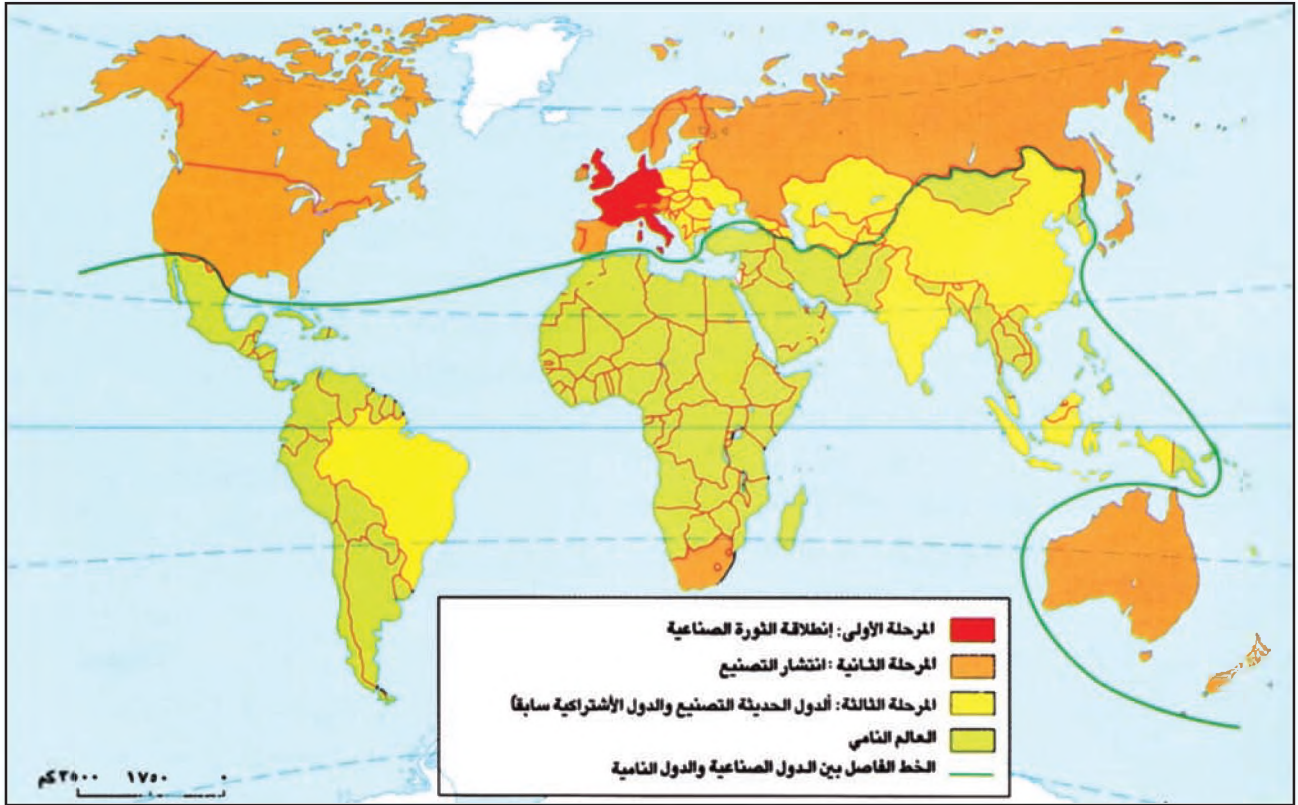 المرحلة الأولى: إنطلاقة الثورة الصناعية
المرحلة الثانية: انتشار التصنيع
المرحلة الثالثة: ألدول الحديثة التصنيع والدول الأشتراكية سابقاً
العالم النامي
الخط الفاصل بين الدول الصناعية والدول النامية
٠ ١٧٥٠ ٣٥٠٠كم